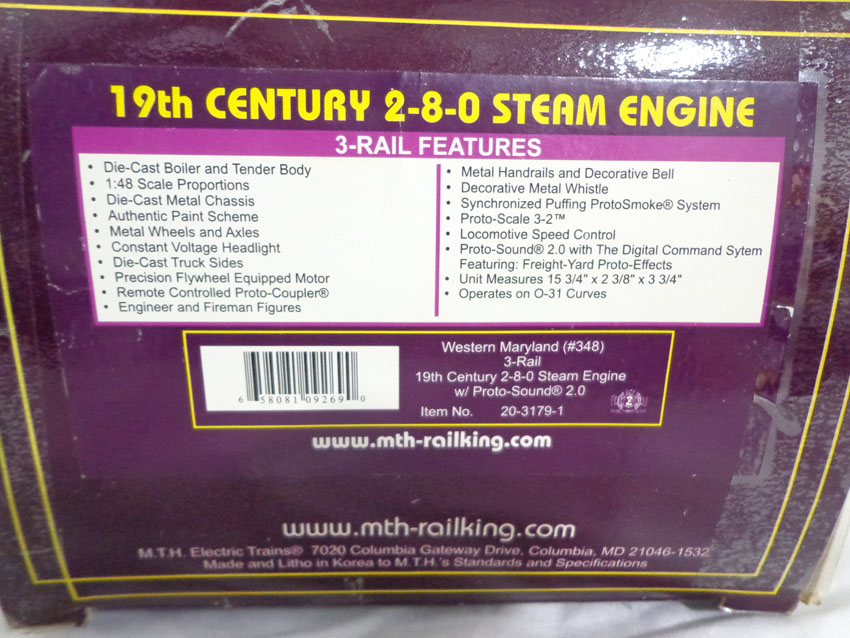 19th CENTURY 2-8-0 STEAM ENGINE
3-RAIL FEATURES
• Die-Cast Boiler and Tender Body
• 1:48 Scale Proportions
• Die-Cast Metal Chassis
• Authentic Paint Scheme
• Metal Wheels and Axles
• Constant Voltage Headlight
• Die-Cast Truck Sides
• Precision Flywheel Equipped Motor
• Remote Controlled Proto-Coupler®
• Engineer and Fireman Figures
• Metal Handrails and Decorative Bell
• Decorative Metal Whistle
• Synchronized Puffing ProtoSmoke® System
• Proto-Scale 3-2™
• Locomotive Speed Control
• Proto-Sound® 2.0 with The Digital Command Sytem
Featuring: Freight-Yard Proto-Effects
• Unit Measures 15 3/4" x 2 3/8" x 3 3/4"
• Operates on O-31 Curves
6 58081 09269 0
Western Maryland (#348)
3-Rail
19th Century 2-8-0 Steam Engine
w/ Proto-Sound® 2.0
Item No. 20-3179-1
www.mth-railking.com
www.mth-railking.com
M.T.H. Electric Trains® 7020 Columbia Gateway Drive, Columbia, MD 21046-1532
Made and Litho in Korea to M.T.H.'s Standards and Specifications